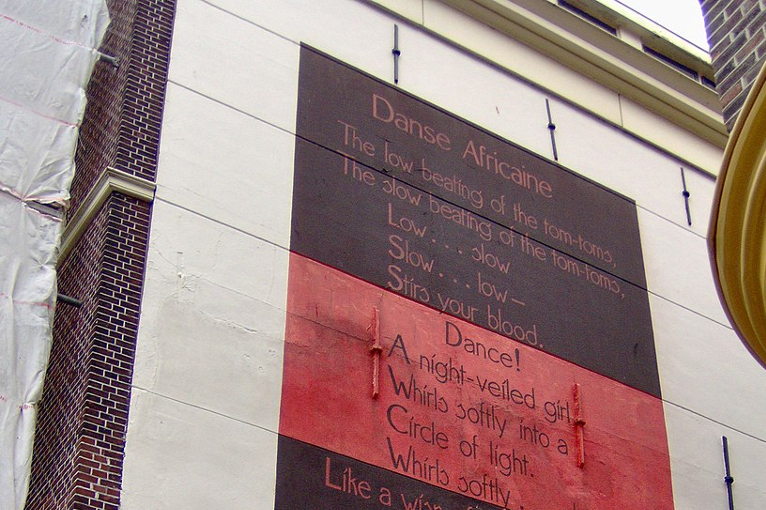 Danse Africaine
The low beating of the tom-toms,
The slow beating of the tom-toms,
Low . . . slow
Slow . . . low—
Stirs your blood.
Dance!
A night-veiled girl
Whirls softly into a
Circle of light.
Whirls softly .
Like a